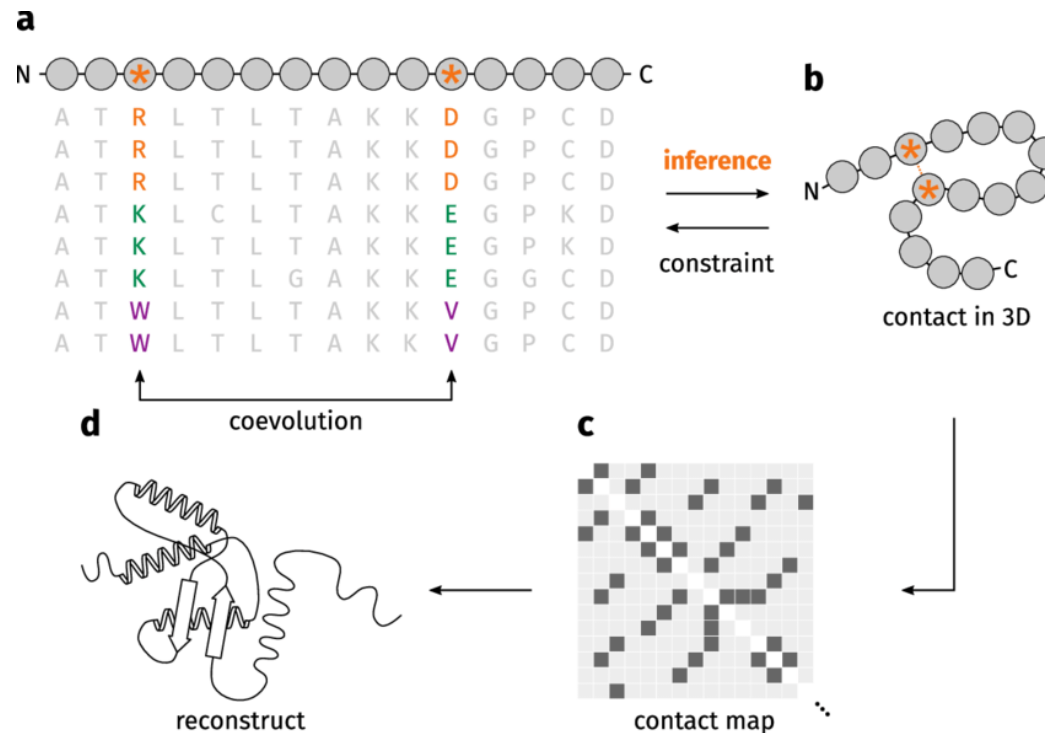 a
N * * C
A T R L T L T A K K D G P C D
A T R L T L T A K K D G P C D
A T R L T L T A K K D G P C D
A T K L C L T A K K E G P K D
A T K L T L T A K K E G P K D
A T K L T L G A K K E G G C D
A T W L T L T A K K V G P C D
A T W L T L T A K K V G P C D
coevolution
inference
constraint
b
N * * C
contact in 3D
d
reconstruct
c
contact map